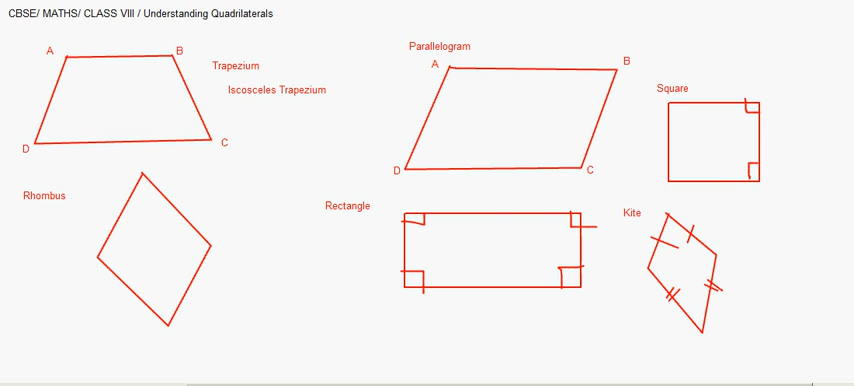 CBSE/ MATHS/ CLASS VIII / Understanding Quadrilaterals
A
B
Trapezium
Iscosceles Trapezium
D
C
Parallelogram
A
B
D
C
Square
Rhombus
Rectangle
Kite